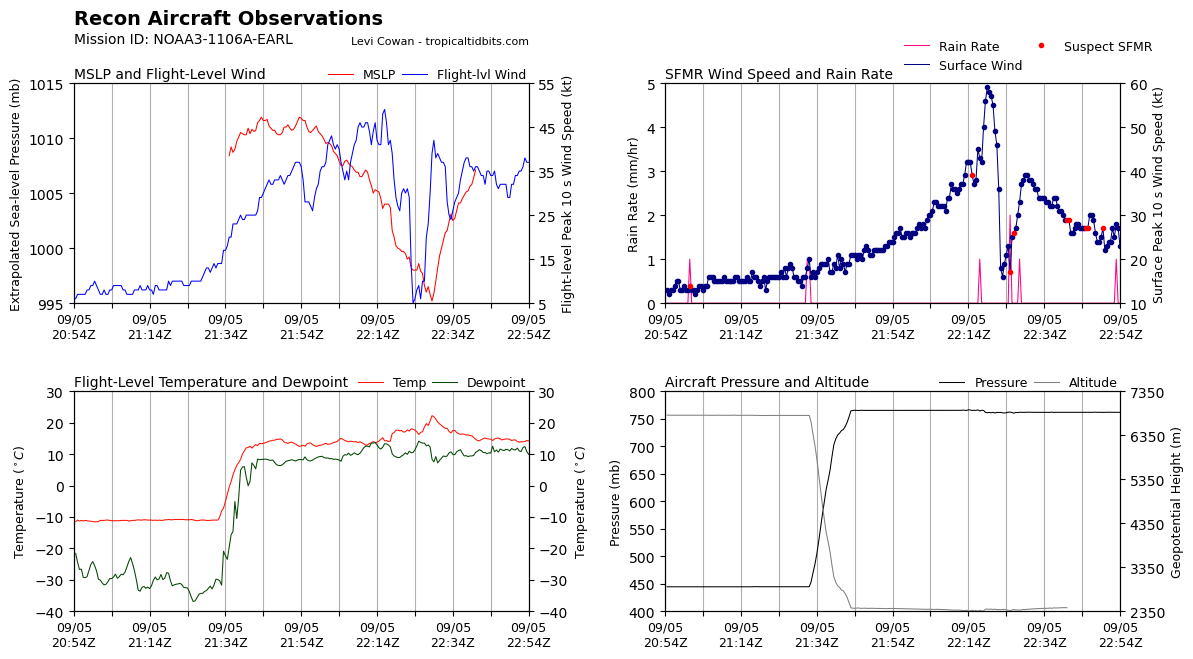 Recon Aircraft Observations
Mission ID: NOAA3-1106A-EARL
Levi Cowan - tropicaltidbits.com
MSLP and Flight-Level Wind
MSLP
Flight-lvl Wind
Extrapolated Sea-level Pressure (mb)
1015
1010
1005
1000
995
55
45
35
25
15
5
Flight-level Peak 10 s Wind Speed (kt)
09/05 09/05 09/05 09/05 09/05 09/05 09/05
20:54Z 21:14Z 21:34Z 21:54Z 22:14Z 22:34Z 22:54Z
Rain Rate
Suspect SFMR
Surface Wind
SFMR Wind Speed and Rain Rate
Rain Rate (mm/hr)
5
4
3
2
1
0
60
50
40
30
20
10
Surface Peak 10 s Wind Speed (kt)
09/05 09/05 09/05 09/05 09/05 09/05 09/05
20:54Z 21:14Z 21:34Z 21:54Z 22:14Z 22:34Z 22:54Z
Flight-Level Temperature and Dewpoint
Temp
Dewpoint
Temperature (°C)
30
20
10
0
−10
−20
−30
−40
30
20
10
0
−10
−20
−30
−40
Temperature (°C)
09/05 09/05 09/05 09/05 09/05 09/05 09/05
20:54Z 21:14Z 21:34Z 21:54Z 22:14Z 22:34Z 22:54Z
Aircraft Pressure and Altitude
Pressure
Altitude
Pressure (mb)
800
750
700
650
600
550
500
450
400
7350
6350
5350
4350
3350
2350
Geopotential Height (m)
09/05 09/05 09/05 09/05 09/05 09/05 09/05
20:54Z 21:14Z 21:34Z 21:54Z 22:14Z 22:34Z 22:54Z